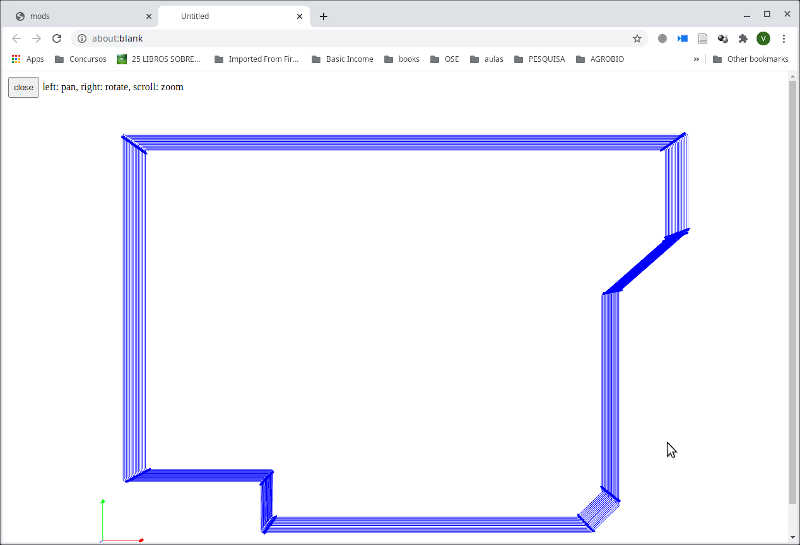 mods
Untitled
about:blank
V
Apps
Concursos
25 LIBROS SOBRE...
Imported From Fir...
Basic Income
books
OSE
aulas
PESQUISA
AGROBIO
»
Other bookmarks
close left: pan, right: rotate, scroll: zoom